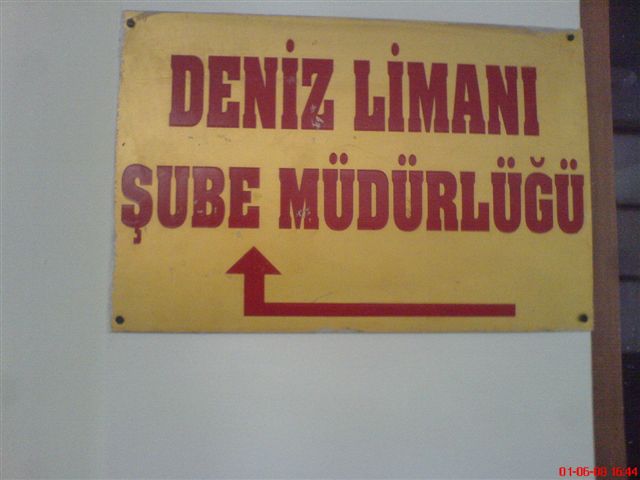 DENİZ LİMANI
ŞUBE MÜDÜRLÜĞÜ
01-06-08 16:44